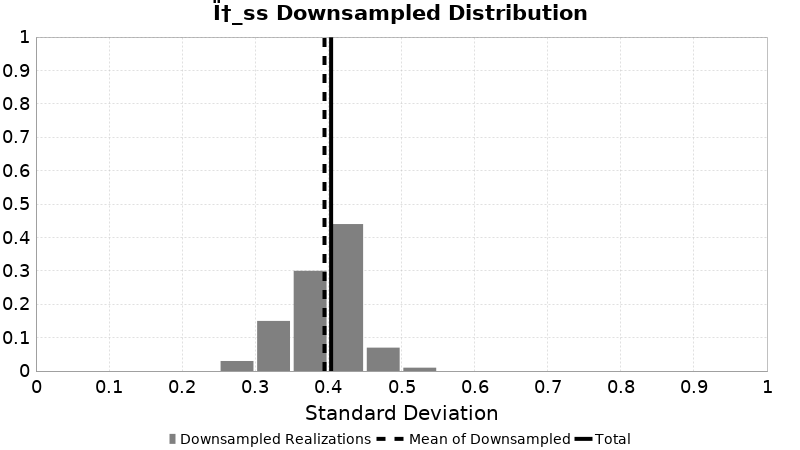 Ï†_ss Downsampled Distribution
1
0.9
0.8
0.7
0.6
0.5
0.4
0.3
0.2
0.1
0
0 0.1 0.2 0.3 0.4 0.5 0.6 0.7 0.8 0.9 1
Standard Deviation
Downsampled Realizations Mean of Downsampled Total